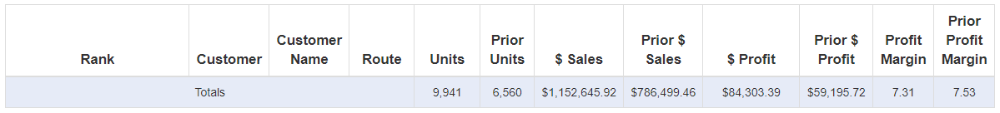 Rank Customer Customer Name Route Units Prior Units $ Sales Prior $ Sales $ Profit Prior $ Profit Profit Margin Prior Profit Margin
Totals 9,941 6,560 $1,152,645.92 $786,499.46 $84,303.39 $59,195.72 7.31 7.53